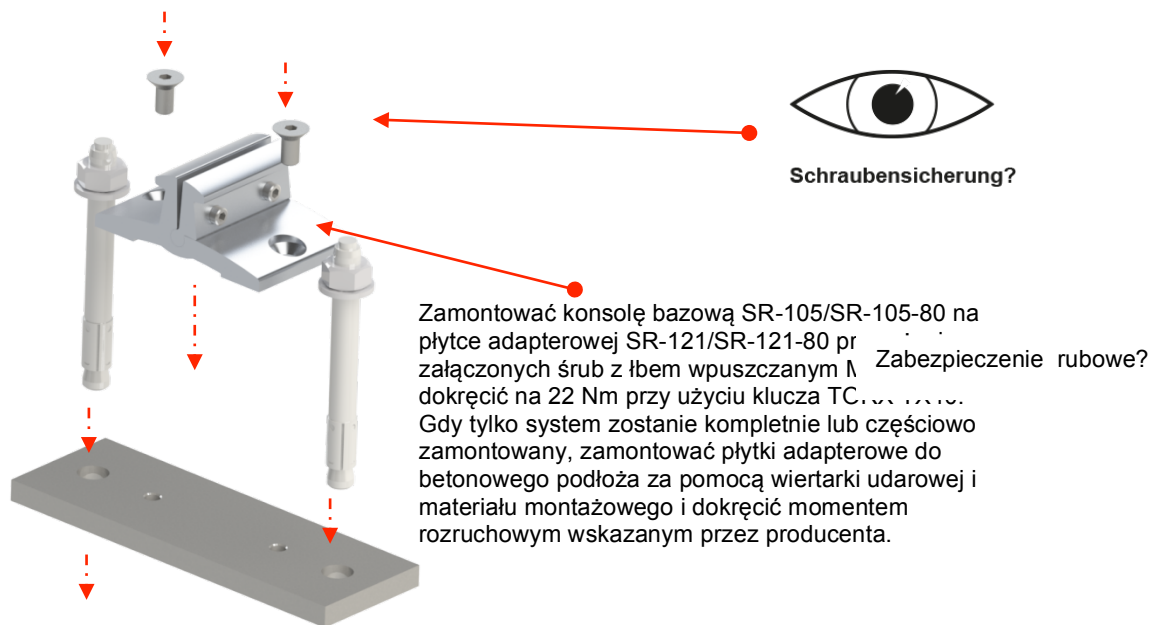 Schraubensicherung?
Zamontować konsolę bazową SR-105/SR-105-80 na
płytce adapterowej SR-121/SR-121-80
załączonych śrub z łbem wpuszczanym
dokręcić na 22 Nm przy użyciu klucza
Gdy tylko system zostanie kompletnie lub częściowo
zamontowany, zamontować płytki adapterowe do
betonowego podłoża za pomocą wiertarki udarowej i
materiału montażowego i dokręcić momentem
rozruchowym wskazanym przez producenta.
Zabezpieczenie rubowe?